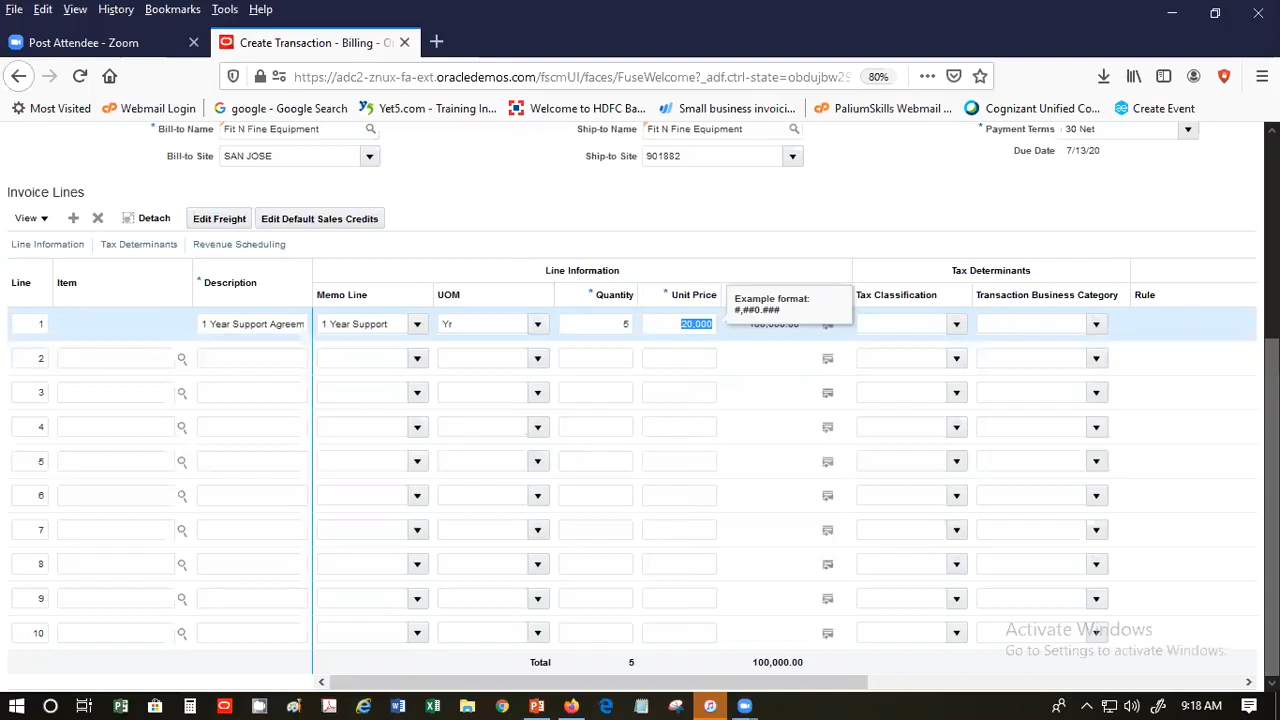 File Edit View History Bookmarks Tools Help
Post Attendee - Zoom
Create Transaction - Billing - O
https://adc2-znux-fa-ext.oracledemos.com/fscmUI/faces/FuseWelcome?_adf.ctrl-state=obdujbw29 80%
Most Visited Webmail Login google - Google Search Yet5.com - Training In... Welcome to HDFC Ba... Small business invoici... PaliumSkills Webmail ... Cognizant Unified Co... Create Event
* Bill-to Name Fit N Fine Equipment Ship-to Name Fit N Fine Equipment * Payment Terms 30 Net
Bill-to Site SAN JOSE Ship-to Site 901882 Due Date 7/13/20
Invoice Lines
View Detach Edit Freight Edit Default Sales Credits
Line Information Tax Determinants Revenue Scheduling
Line Information Tax Determinants
Line Item * Description Memo Line UOM * Quantity * Unit Price Tax Classification Transaction Business Category Rule
Example format:
#,##0.###
1 1 Year Support Agreem 1 Year Support Yr 5 20,000 100,000.00
2
3
4
5
6
7
8
9
10
Total 5 100,000.00
Activate Windows
Go to Settings to activate Windows.
9:18 AM